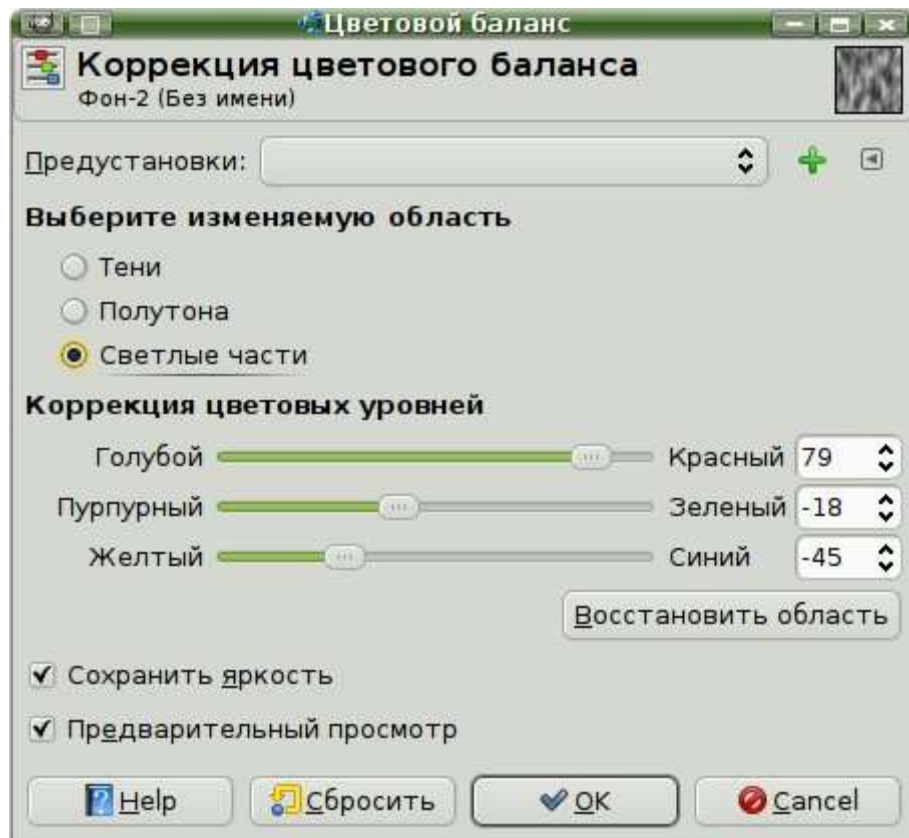 Цветовой баланс
Коррекция цветового баланса
Фон-2 (Без имени)
Предустановки:
Выберите изменяемую область
Тени
Полутона
Светлые части
Коррекция цветовых уровней
Голубой Красный 79
Пурпурный Зеленый -18
Желтый Синий -45
Восстановить область
Сохранить яркость
Предварительный просмотр
Help Сбросить OK Cancel